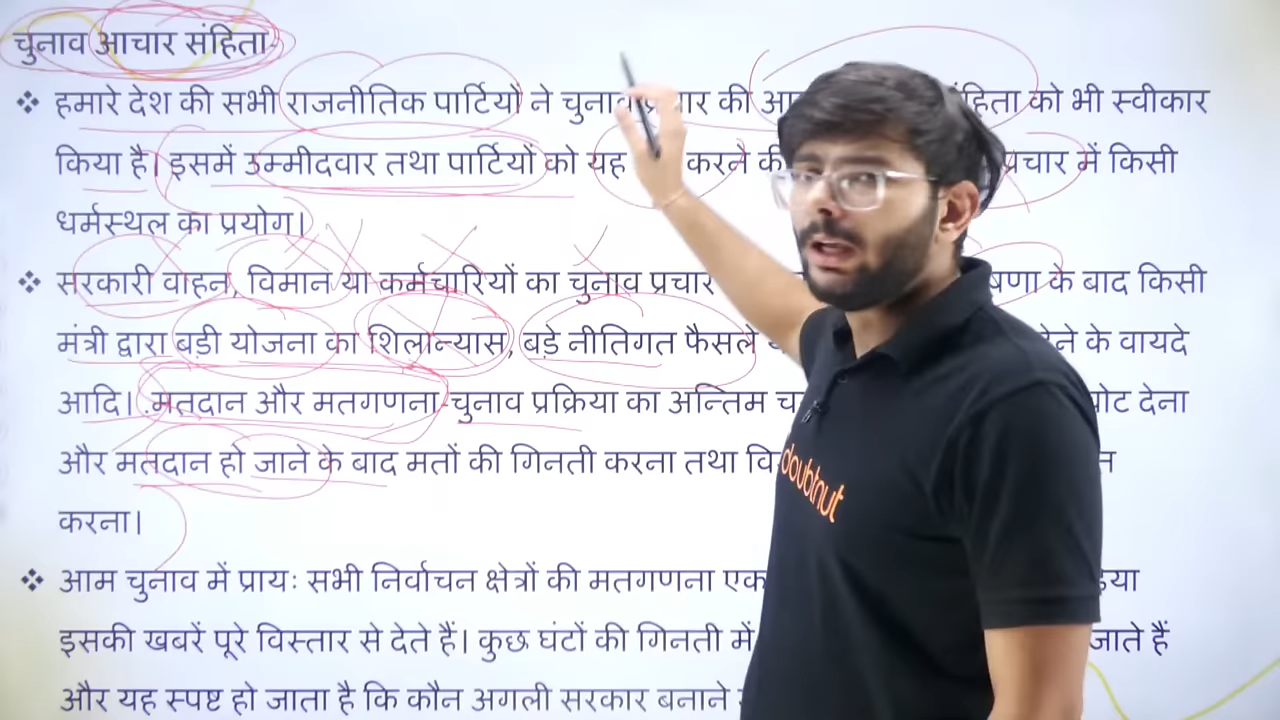 चुनाव आचार संहिता-
❖ हमारे देश की सभी राजनीतिक पार्टियों ने चुनाव प्रचार की को भी स्वीकार
किया है। इसमें उम्मीदवार तथा पार्टियों को यह करने प्रचार में किसी
धर्मस्थल का प्रयोग।
❖ सरकारी वाहन, विमान या कर्मचारियों का चुनाव प्रचार के बाद किसी
मंत्री द्वारा बड़ी योजना का शिलान्यास, बड़े नीतिगत फैसले के वायदे
आदि। .मतदान और मतगणना-चुनाव प्रक्रिया का अन्तिम देना
और मतदान हो जाने के बाद मतों की गिनती करना तथा
करना।
❖ आम चुनाव में प्रायः सभी निर्वाचन क्षेत्रों की मतगणना
इसकी खबरें पूरे विस्तार से देते हैं। कुछ घंटों की गिनती में जाते हैं
और यह स्पष्ट हो जाता है कि कौन अगली सरकार बनाने
doubtnut